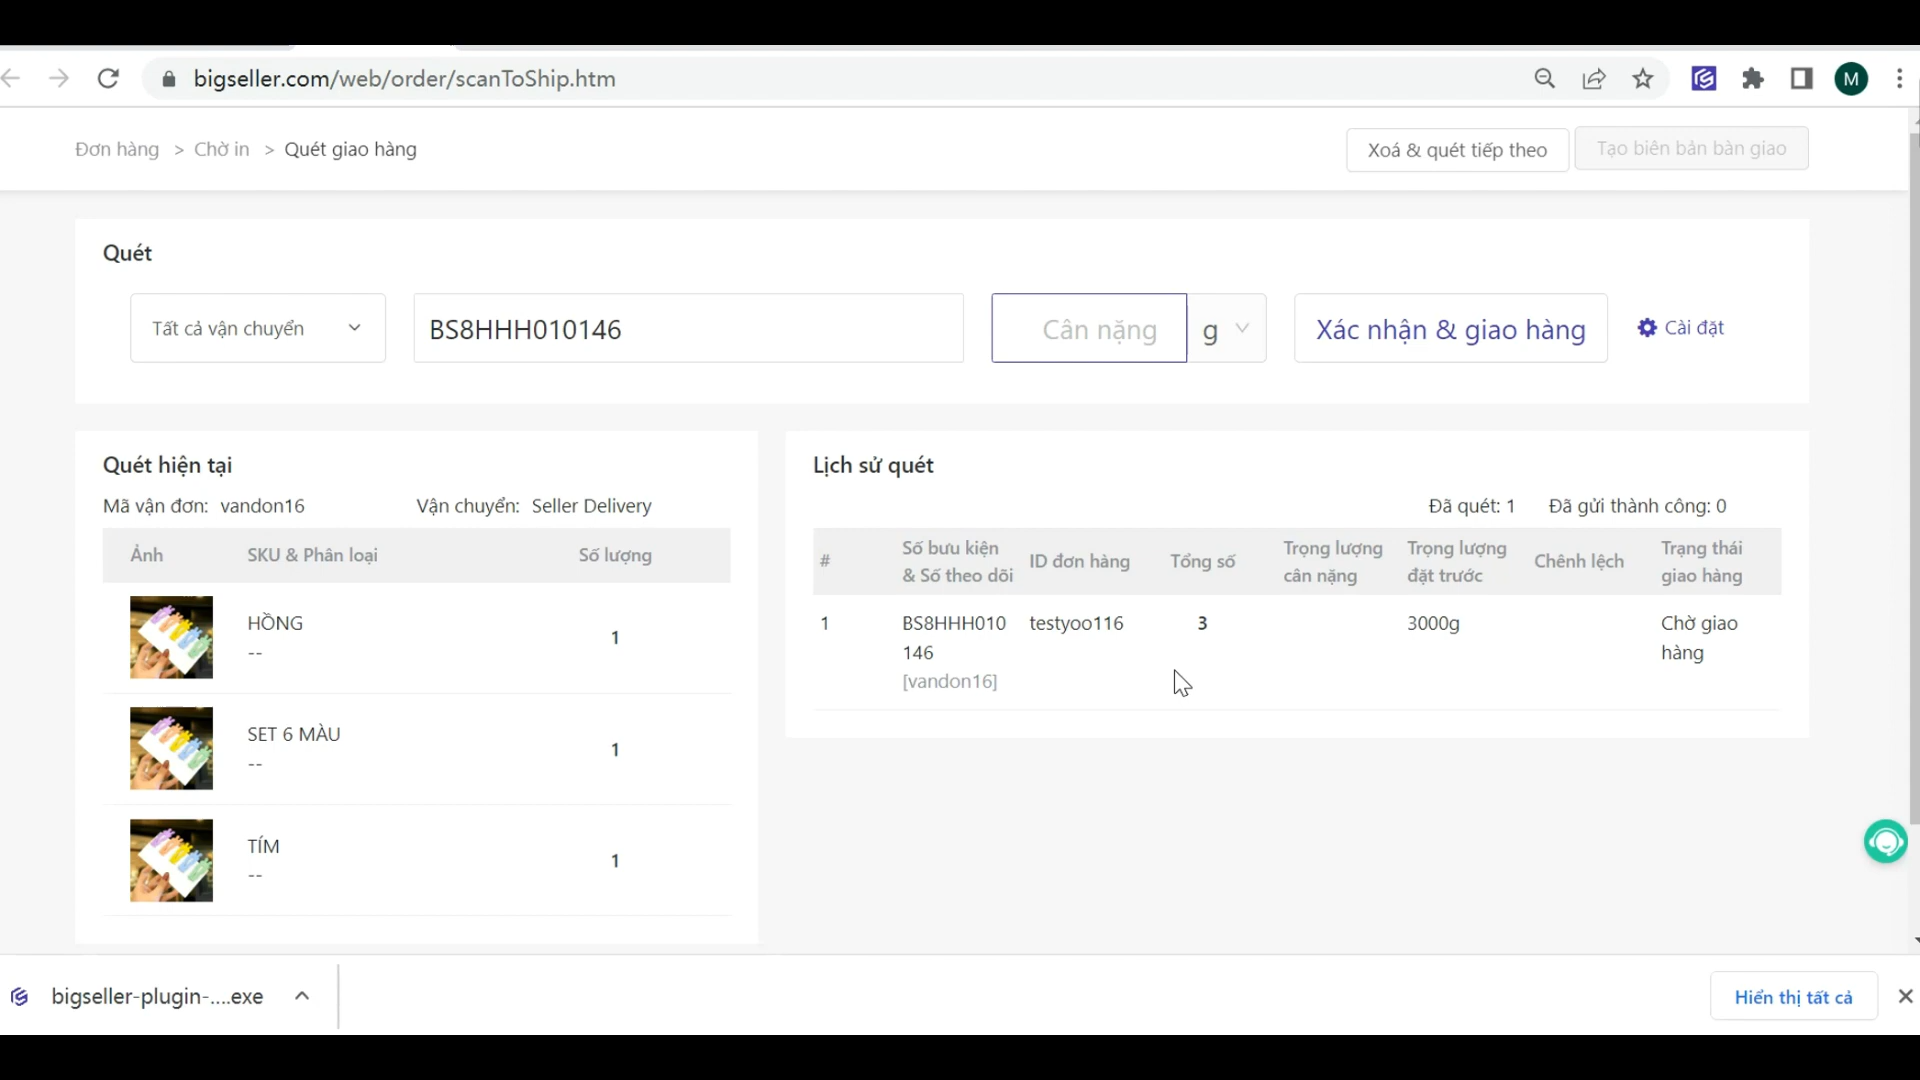 bigseller.com/web/order/scanToShip.htm
M
Đơn hàng > Chờ in > Quét giao hàng
Xoá & quét tiếp theo
Tạo biên bản bàn giao
Quét
Tất cả vận chuyển
BS8HHH010146
Cân nặng
g
Xác nhận & giao hàng
Cài đặt
Quét hiện tại
Mã vận đơn: vandon16
Vận chuyển: Seller Delivery
Ảnh
SKU & Phân loại
Số lượng
HỒNG
--
1
SET 6 MÀU
--
1
TÍM
--
1
Lịch sử quét
Đã quét: 1
Đã gửi thành công: 0
#
Số bưu kiện
& Số theo dõi
ID đơn hàng
Tổng số
Trọng lượng
cân nặng
Trọng lượng
đặt trước
Chênh lệch
Trạng thái
giao hàng
1
BS8HHH010
146
[vandon16]
testyoo116
3
3000g
Chờ giao
hàng
bigseller-plugin-....exe
Hiển thị tất cả